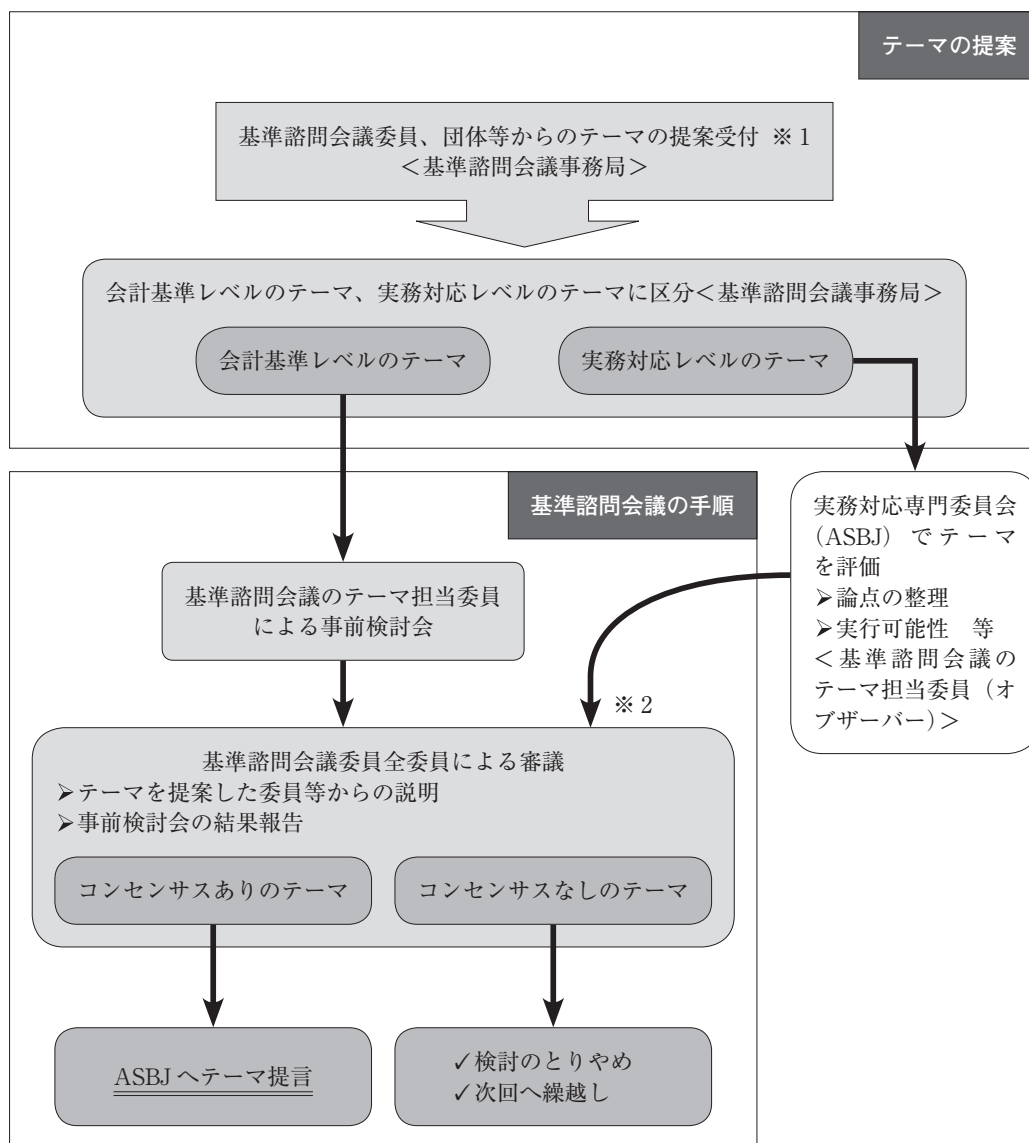 テーマの提案
基準諮問会議委員、団体等からのテーマの提案受付 ※1
＜基準諮問会議事務局＞
会計基準レベルのテーマ、実務対応レベルのテーマに区分＜基準諮問会議事務局＞
会計基準レベルのテーマ
実務対応レベルのテーマ
基準諮問会議の手順
実務対応専門委員会
（ASBJ）でテーマ
を評価
➢論点の整理
➢実行可能性　等
＜基準諮問会議の
テーマ担当委員（オ
ブザーバー）＞
基準諮問会議のテーマ担当委員
による事前検討会
※2
基準諮問会議委員全委員による審議
➢テーマを提案した委員等からの説明
➢事前検討会の結果報告
コンセンサスありのテーマ
コンセンサスなしのテーマ
ASBJへテーマ提言
✓検討のとりやめ
✓次回へ繰越し